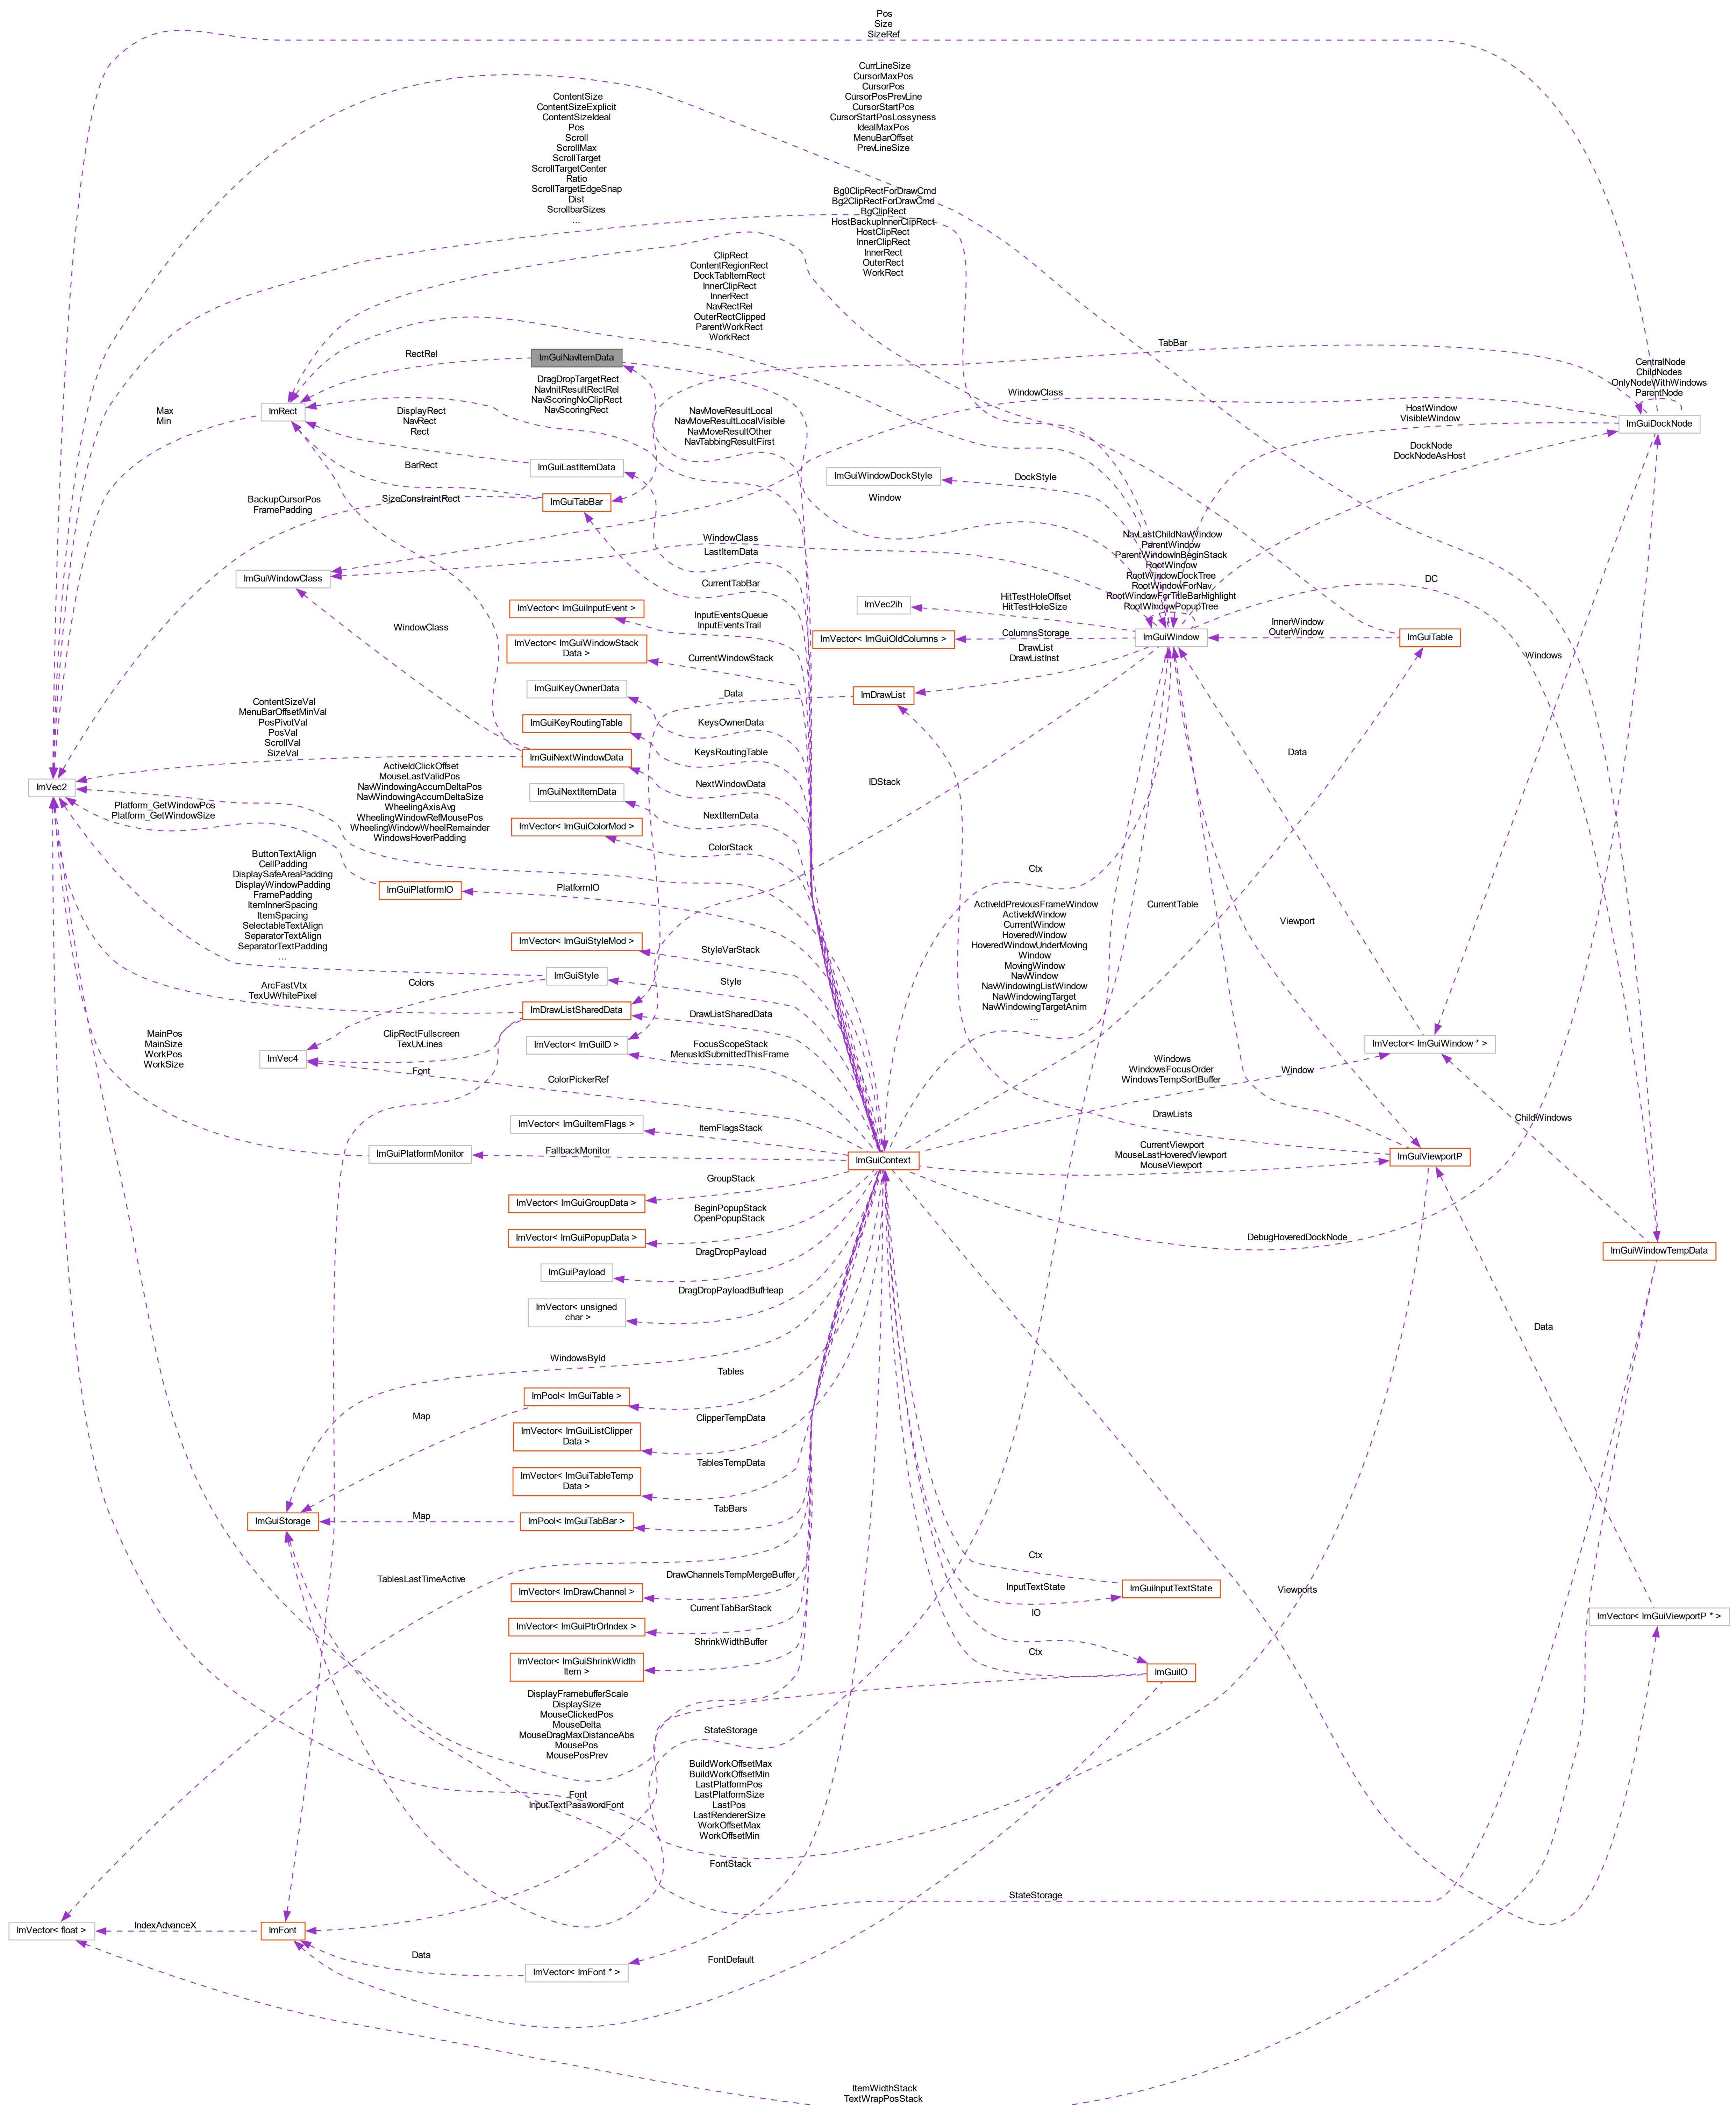 Pos
Size
SizeRef
CurrLineSize
CursorMaxPos
CursorPos
CursorPosPrevLine
CursorStartPos
CursorStartPosLossyness
IdealMaxPos
MenuBarOffset
PrevLineSize
ContentSize
ContentSizeExplicit
ContentSizeIdeal
Pos
Scroll
ScrollMax
ScrollTarget
ScrollTargetCenter
Ratio
ScrollTargetEdgeSnap
Dist
ScrollbarSizes
...
Bg0ClipRectForDrawCmd
Bg2ClipRectForDrawCmd
BgClipRect
HostBackupInnerClipRect
HostClipRect
InnerClipRect
InnerRect
OuterRect
WorkRect
ClipRect
ContentRegionRect
DockTabItemRect
InnerClipRect
InnerRect
NavRectRel
OuterRectClipped
ParentWorkRect
WorkRect
TabBar
RectRel
ImGuiNavItemData
CentralNode
ChildNodes
OnlyNodeWithWindows
ParentNode
DragDropTargetRect
NavInitResultRectRel
NavScoringNoClipRect
NavScoringRect
WindowClass
Max
Min
ImRect
DisplayRect
NavRect
Rect
NavMoveResultLocal
NavMoveResultLocalVisible
NavMoveResultOther
NavTabbingResultFirst
HostWindow
VisibleWindow
ImGuiDockNode
DockNode
DockNodeAsHost
BarRect
ImGuiLastItemData
ImGuiWindowDockStyle
DockStyle
BackupCursorPos
FramePadding
SizeConstraintRect
ImGuiTabBar
Window
WindowClass
LastItemData
NavLastChildNavWindow
ParentWindow
ParentWindowInBeginStack
RootWindow
RootWindowDockTree
RootWindowForNav
RootWindowForTitleBarHighlight
RootWindowPopupTree
ImGuiWindowClass
CurrentTabBar
DC
ImVector< ImGuiInputEvent >
InputEventsQueue
InputEventsTrail
ImVec2ih
HitTestHoleOffset
HitTestHoleSize
WindowClass
ImVector< ImGuiWindowStack
Data >
CurrentWindowStack
ImVector< ImGuiOldColumns >
ColumnsStorage
ImGuiWindow
InnerWindow
OuterWindow
ImGuiTable
DrawList
DrawListInst
Windows
ImGuiKeyOwnerData
_Data
ImDrawList
ContentSizeVal
MenuBarOffsetMinVal
PosPivotVal
PosVal
ScrollVal
SizeVal
ImGuiKeyRoutingTable
KeysOwnerData
KeysRoutingTable
Data
ImGuiNextWindowData
IDStack
ImVec2
ActiveIdClickOffset
MouseLastValidPos
NavWindowingAccumDeltaPos
NavWindowingAccumDeltaSize
WheelingAxisAvg
WheelingWindowRefMousePos
WheelingWindowWheelRemainder
WindowsHoverPadding
NextWindowData
ImGuiNextItemData
NextItemData
Platform_GetWindowPos
Platform_GetWindowSize
ImVector< ImGuiColorMod >
ColorStack
ButtonTextAlign
CellPadding
DisplaySafeAreaPadding
DisplayWindowPadding
FramePadding
ItemInnerSpacing
ItemSpacing
SelectableTextAlign
SeparatorTextAlign
SeparatorTextPadding
...
ImGuiPlatformIO
PlatformIO
Ctx
CurrentTable
ActiveIdPreviousFrameWindow
ActiveIdWindow
CurrentWindow
HoveredWindow
HoveredWindowUnderMoving
Window
MovingWindow
NavWindow
NavWindowingListWindow
NavWindowingTarget
NavWindowingTargetAnim
...
Viewport
ImVector< ImGuiStyleMod >
StyleVarStack
ImGuiStyle
Style
ArcFastVtx
TexUvWhitePixel
Colors
ImDrawListSharedData
DrawListSharedData
MainPos
MainSize
WorkPos
WorkSize
ImVec4
ClipRectFullscreen
TexUvLines
ImVector< ImGuiID >
FocusScopeStack
MenusIdSubmittedThisFrame
ImVector< ImGuiWindow * >
Font
ColorPickerRef
Windows
WindowsFocusOrder
WindowsTempSortBuffer
Window
ImVector< ImGuiItemFlags >
ItemFlagsStack
DrawLists
ChildWindows
ImGuiPlatformMonitor
FallbackMonitor
ImGuiContext
CurrentViewport
MouseLastHoveredViewport
MouseViewport
ImGuiViewportP
GroupStack
ImVector< ImGuiGroupData >
BeginPopupStack
OpenPopupStack
ImVector< ImGuiPopupData >
DebugHoveredDockNode
ImGuiWindowTempData
DragDropPayload
ImGuiPayload
DragDropPayloadBufHeap
ImVector< unsigned
char >
Data
WindowsById
Tables
ImPool< ImGuiTable >
Map
ClipperTempData
ImVector< ImGuiListClipper
Data >
TablesTempData
ImVector< ImGuiTableTemp
Data >
TabBars
ImGuiStorage
Map
ImPool< ImGuiTabBar >
Ctx
TablesLastTimeActive
DrawChannelsTempMergeBuffer
ImVector< ImDrawChannel >
InputTextState
ImGuiInputTextState
Viewports
CurrentTabBarStack
ImVector< ImGuiPtrOrIndex >
IO
ImVector< ImGuiViewportP * >
ShrinkWidthBuffer
ImVector< ImGuiShrinkWidth
Item >
Ctx
ImGuiIO
DisplayFramebufferScale
DisplaySize
MouseClickedPos
MouseDelta
MouseDragMaxDistanceAbs
MousePos
MousePosPrev
StateStorage
BuildWorkOffsetMax
BuildWorkOffsetMin
LastPlatformPos
LastPlatformSize
LastPos
LastRendererSize
WorkOffsetMax
WorkOffsetMin
Font
InputTextPasswordFont
FontStack
StateStorage
ImVector< float >
IndexAdvanceX
ImFont
Data
ImVector< ImFont * >
FontDefault
ItemWidthStack
TextWrapPosStack